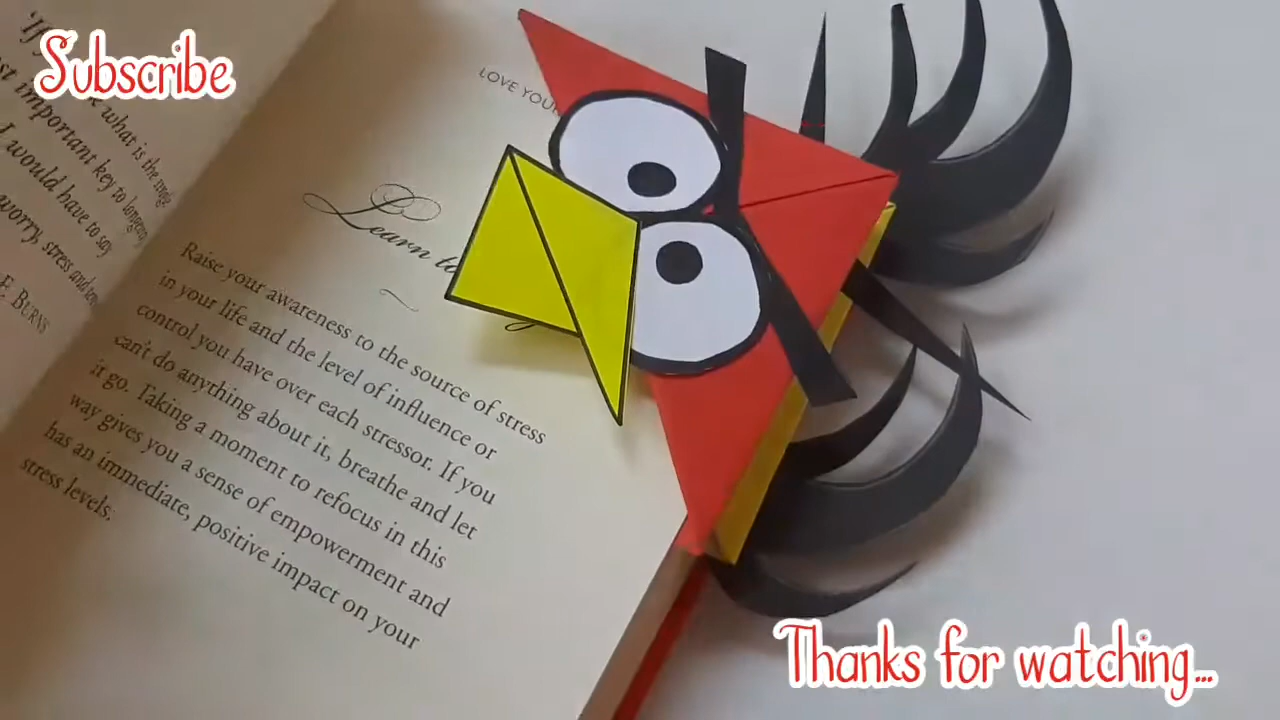 Subscribe
what is the single
most important key to longevity,
I would have to say
worry, stress and
BURNS
LOVE YOUR
Learn to
Raise your awareness to the source of stress
in your life and the level of influence or
control you have over each stressor. If you
can't do anything about it, breathe and let
it go. Taking a moment to refocus in this
way gives you a sense of empowerment and
has an immediate, positive impact on your
stress levels.
Thanks for watching...